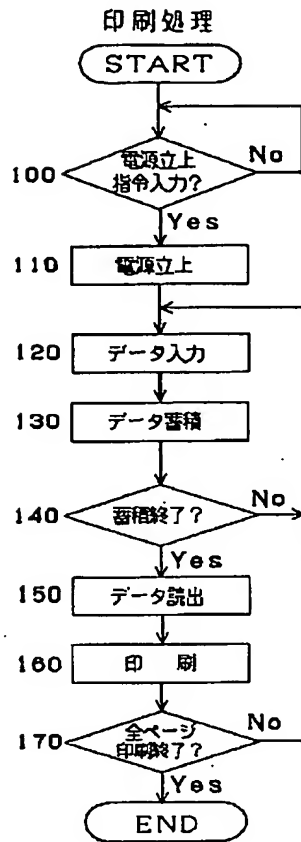 印刷処理
START
100
電源立上
指令入力?
No
Yes
110
電源立上
120
データ入力
130
データ蓄積
140
蓄積終了?
No
Yes
150
データ読出
160
印 刷
170
全ページ
印刷終了?
No
Yes
END